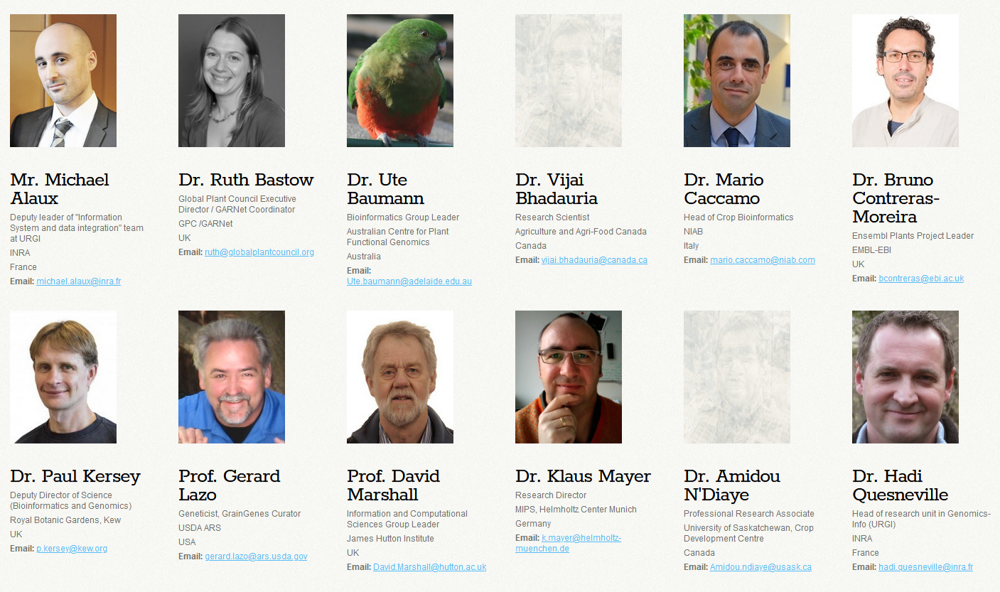 Mr. Michael
Alaux
Deputy leader of "Information
System and data integration" team
at URGI
INRA
France
Email: michael.alaux@inra.fr
Dr. Ruth Bastow
Global Plant Council Executive
Director / GARNet Coordinator
GPC /GARNet
UK
Email: ruth@globalplantcouncil.org
Dr. Ute
Baumann
Bioinformatics Group Leader
Australian Centre for Plant
Functional Genomics
Australia
Email:
Ute.baumann@adelaide.edu.au
Dr. Vijai
Bhadauria
Research Scientist
Agriculture and Agri-Food Canada
Canada
Email: vijai.bhadauria@canada.ca
Dr. Mario
Caccamo
Head of Crop Bioinformatics
NIAB
Italy
Email: mario.caccamo@niab.com
Dr. Bruno
Contreras-
Moreira
Ensembl Plants Project Leader
EMBL-EBI
UK
Email: bcontreras@ebi.ac.uk
Dr. Paul Kersey
Deputy Director of Science
(Bioinformatics and Genomics)
Royal Botanic Gardens, Kew
UK
Email: p.kersey@kew.org
Prof. Gerard
Lazo
Geneticist, GrainGenes Curator
USDA ARS
USA
Email: gerard.lazo@ars.usda.gov
Prof. David
Marshall
Information and Computational
Sciences Group Leader
James Hutton Institute
UK
Email: David.Marshall@hutton.ac.uk
Dr. Klaus Mayer
Research Director
MIPS, Helmholtz Center Munich
Germany
Email: k.mayer@helmholtz-
muenchen.de
Dr. Amidou
N'Diaye
Professional Research Associate
University of Saskatchewan, Crop
Development Centre
Canada
Email: Amidou.ndiaye@usask.ca
Dr. Hadi
Quesneville
Head of research unit in Genomics-
Info (URGI)
INRA
France
Email: hadi.quesneville@inra.fr